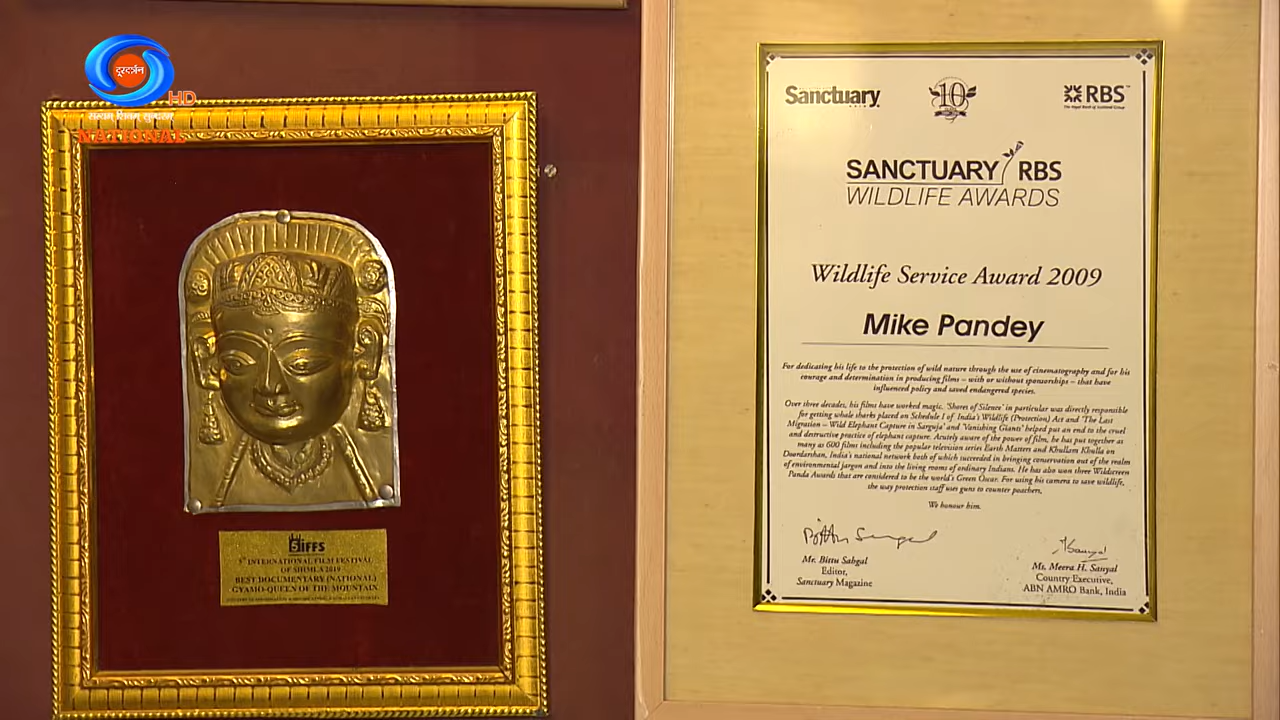 दूरदर्शन
HD
सत्यम् शिवम् सुन्दरम्
NATIONAL
5IFFS
5th INTERNATIONAL FILM FESTIVAL
OF SHIMLA 2019
BEST DOCUMENTARY (NATIONAL)
GYAMO-QUEEN OF THE MOUNTAIN
Sanctuary
10
RBS
The Royal Bank of Scotland Group
SANCTUARY RBS
WILDLIFE AWARDS
Wildlife Service Award 2009
Mike Pandey
For dedicating his life to the protection of wild nature through the use of cinematography and for his
courage and determination in producing films – with or without sponsorships – that have
influenced policy and saved endangered species.
Over three decades, his films have worked magic. 'Shores of Silence' in particular was directly responsible
for getting whale sharks placed on Schedule I of India's Wildlife (Protection) Act and 'The Last
Migration – Wild Elephant Capture in Sarguja' and 'Vanishing Giants' helped put an end to the cruel
and destructive practice of elephant capture. Acutely aware of the power of film, he has put together as
many as 600 films including the popular television series Earth Matters and Khullam Khulla on
Doordarshan, India's national network both of which succeeded in bringing conservation out of the realm
of environmental jargon and into the living rooms of ordinary Indians. He has also won three Wildscreen
Panda Awards that are considered to be the world's Green Oscar. For using his camera to save wildlife,
the way protection staff uses guns to counter poachers,
We honour him.
Mr. Bittu Sahgal
Editor,
Sanctuary Magazine
Ms. Meera H. Sanyal
Country Executive,
ABN AMRO Bank, India